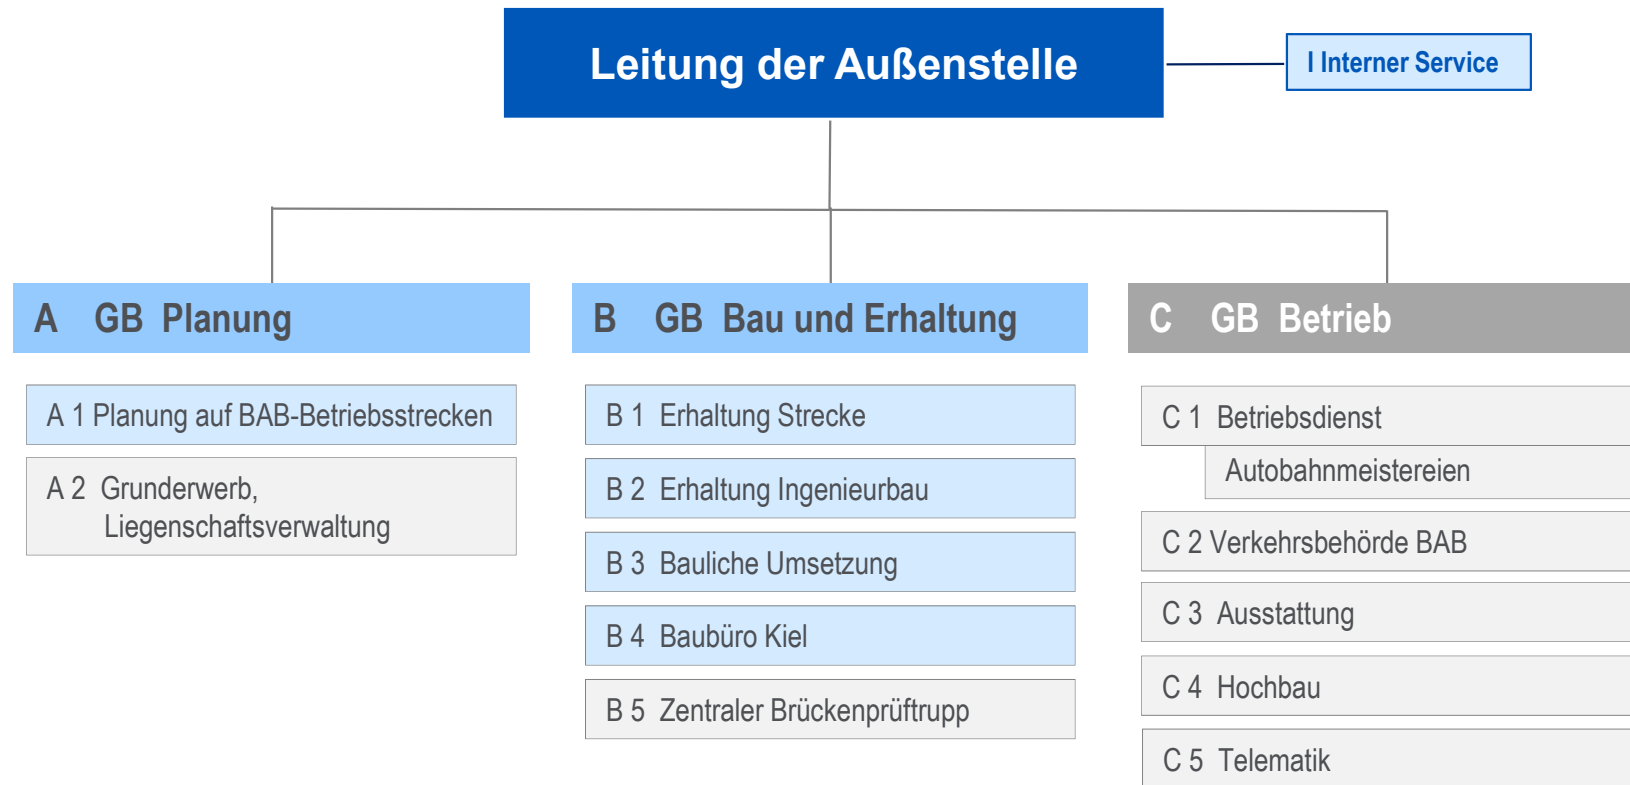 Leitung der Außenstelle
I Interner Service
A GB Planung
A 1 Planung auf BAB-Betriebsstrecken
A 2 Grunderwerb,
Liegenschaftsverwaltung
B GB Bau und Erhaltung
B 1 Erhaltung Strecke
B 2 Erhaltung Ingenieurbau
B 3 Bauliche Umsetzung
B 4 Baubüro Kiel
B 5 Zentraler Brückenprüftrupp
C GB Betrieb
C 1 Betriebsdienst
Autobahnmeistereien
C 2 Verkehrsbehörde BAB
C 3 Ausstattung
C 4 Hochbau
C 5 Telematik